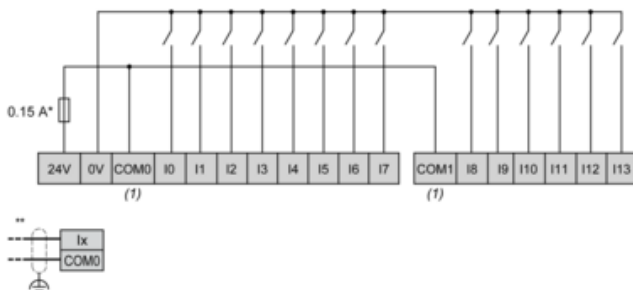 0.15 A*
24V 0V COM0 I0 I1 I2 I3 I4 I5 I6 I7 COM1 I8 I9 I10 I11 I12 I13
(1) (1)
**
Ix
COM0